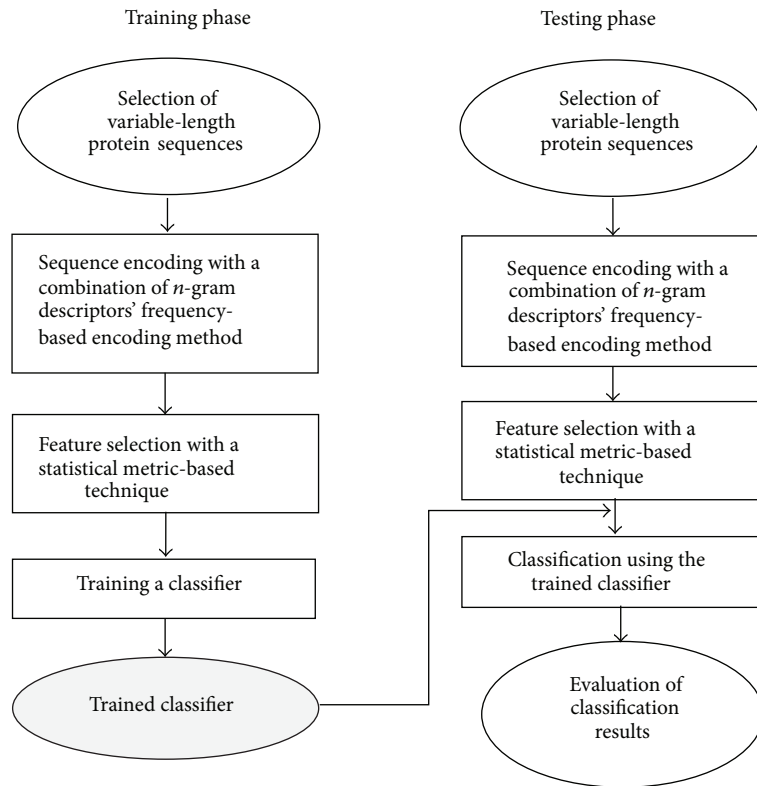 Training phase
Selection of
variable-length
protein sequences
Sequence encoding with a
combination of n-gram
descriptors’ frequency-
based encoding method
Feature selection with a
statistical metric-based
technique
Training a classifier
Trained classifier
Testing phase
Selection of
variable-length
protein sequences
Sequence encoding with a
combination of n-gram
descriptors’ frequency-
based encoding method
Feature selection with a
statistical metric-based
technique
Classification using the
trained classifier
Evaluation of
classification
results